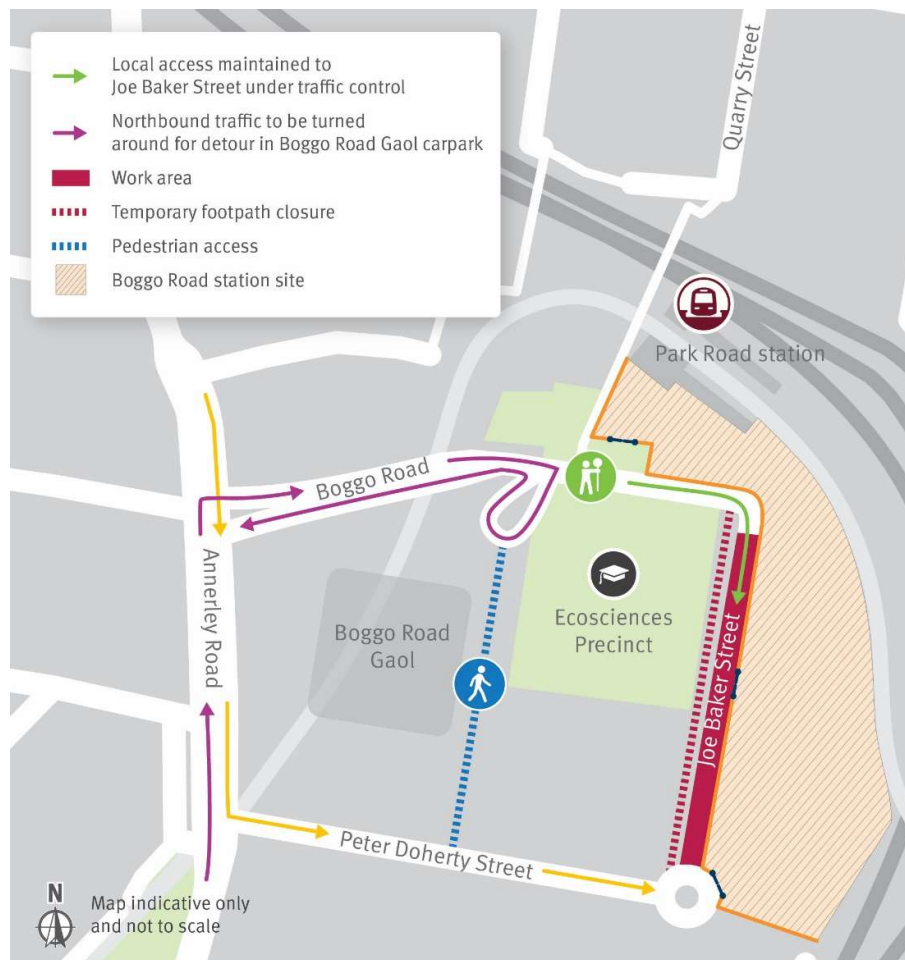 Local access maintained to
Joe Baker Street under traffic control
Northbound traffic to be turned
around for detour in Boggo Road Gaol carpark
Work area
Temporary footpath closure
Pedestrian access
Boggo Road station site
Quarry Street
Park Road station
Boggo Road
Annerley Road
Ecosciences
Precinct
Boggo Road
Gaol
Joe Baker Street
Peter Doherty Street
N
Map indicative only
and not to scale